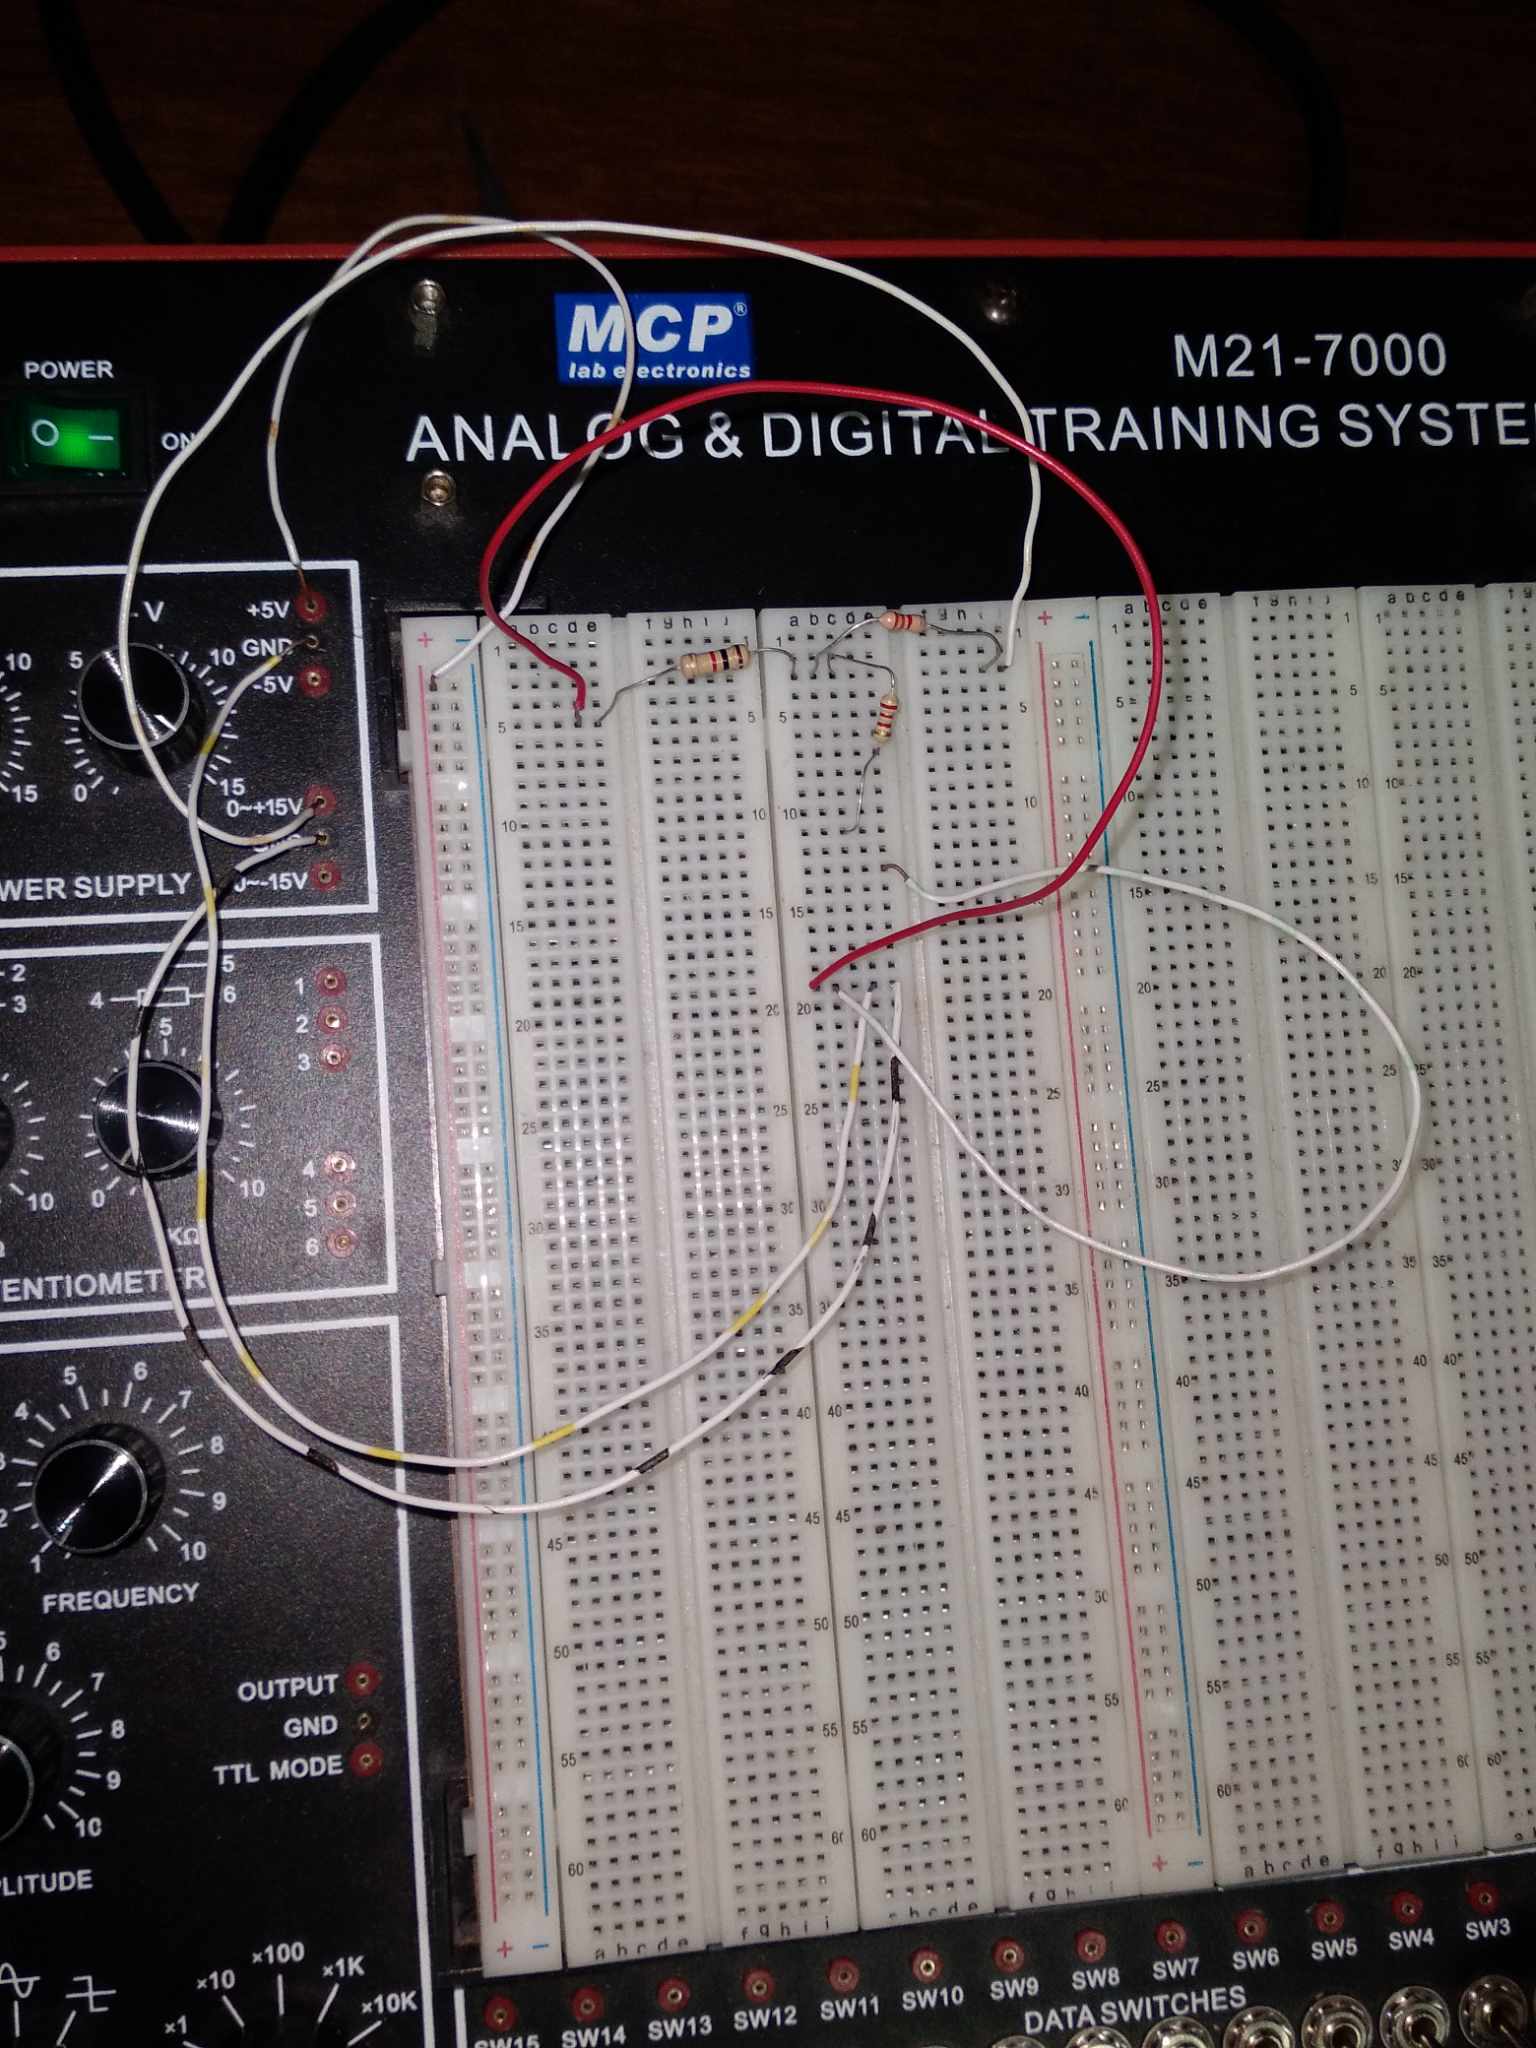 MCP®
lab electronics
M21-7000
ANALOG & DIGITAL TRAINING SYSTE
POWER
O —
ON
V
+5V
GND
-5V
0~+15V
0~-15V
OWER SUPPLY
10 5 10
15 0 15
2
3
4 5 6
5
0 10
KΩ
1
2
3
4
5
6
ENTIOMETER
1 2 3 4 5 6 7 8 9 10
FREQUENCY
5 6 7 8 9 10
PLITUDE
OUTPUT
GND
TTL MODE
×1 ×10 ×100 ×1K ×10K
+ −
a b c d e
f g h i j
1
5
10
15
20
25
30
35
40
45
50
55
60
SW15 SW14 SW13 SW12 SW11 SW10 SW9 SW8 SW7 SW6 SW5 SW4 SW3
DATA SWITCHES